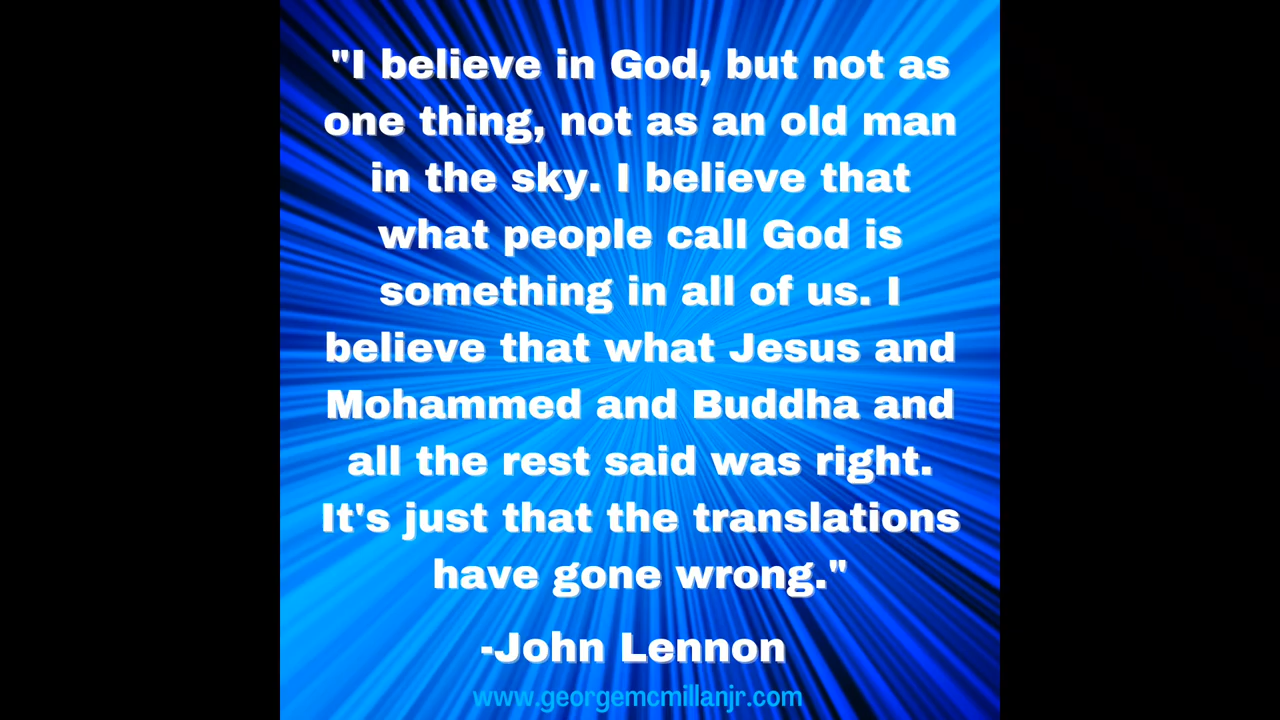 "I believe in God, but not as
one thing, not as an old man
in the sky. I believe that
what people call God is
something in all of us. I
believe that what Jesus and
Mohammed and Buddha and
all the rest said was right.
It's just that the translations
have gone wrong."
-John Lennon
www.georgemcmillanjr.com